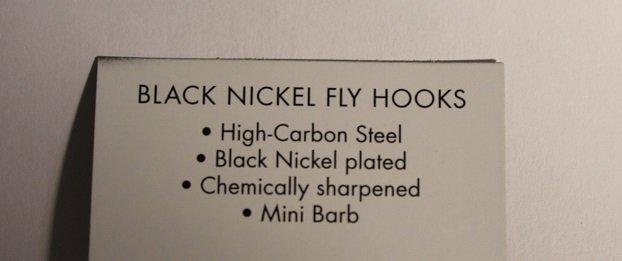 BLACK NICKEL FLY HOOKS
• High-Carbon Steel
• Black Nickel plated
• Chemically sharpened
• Mini Barb